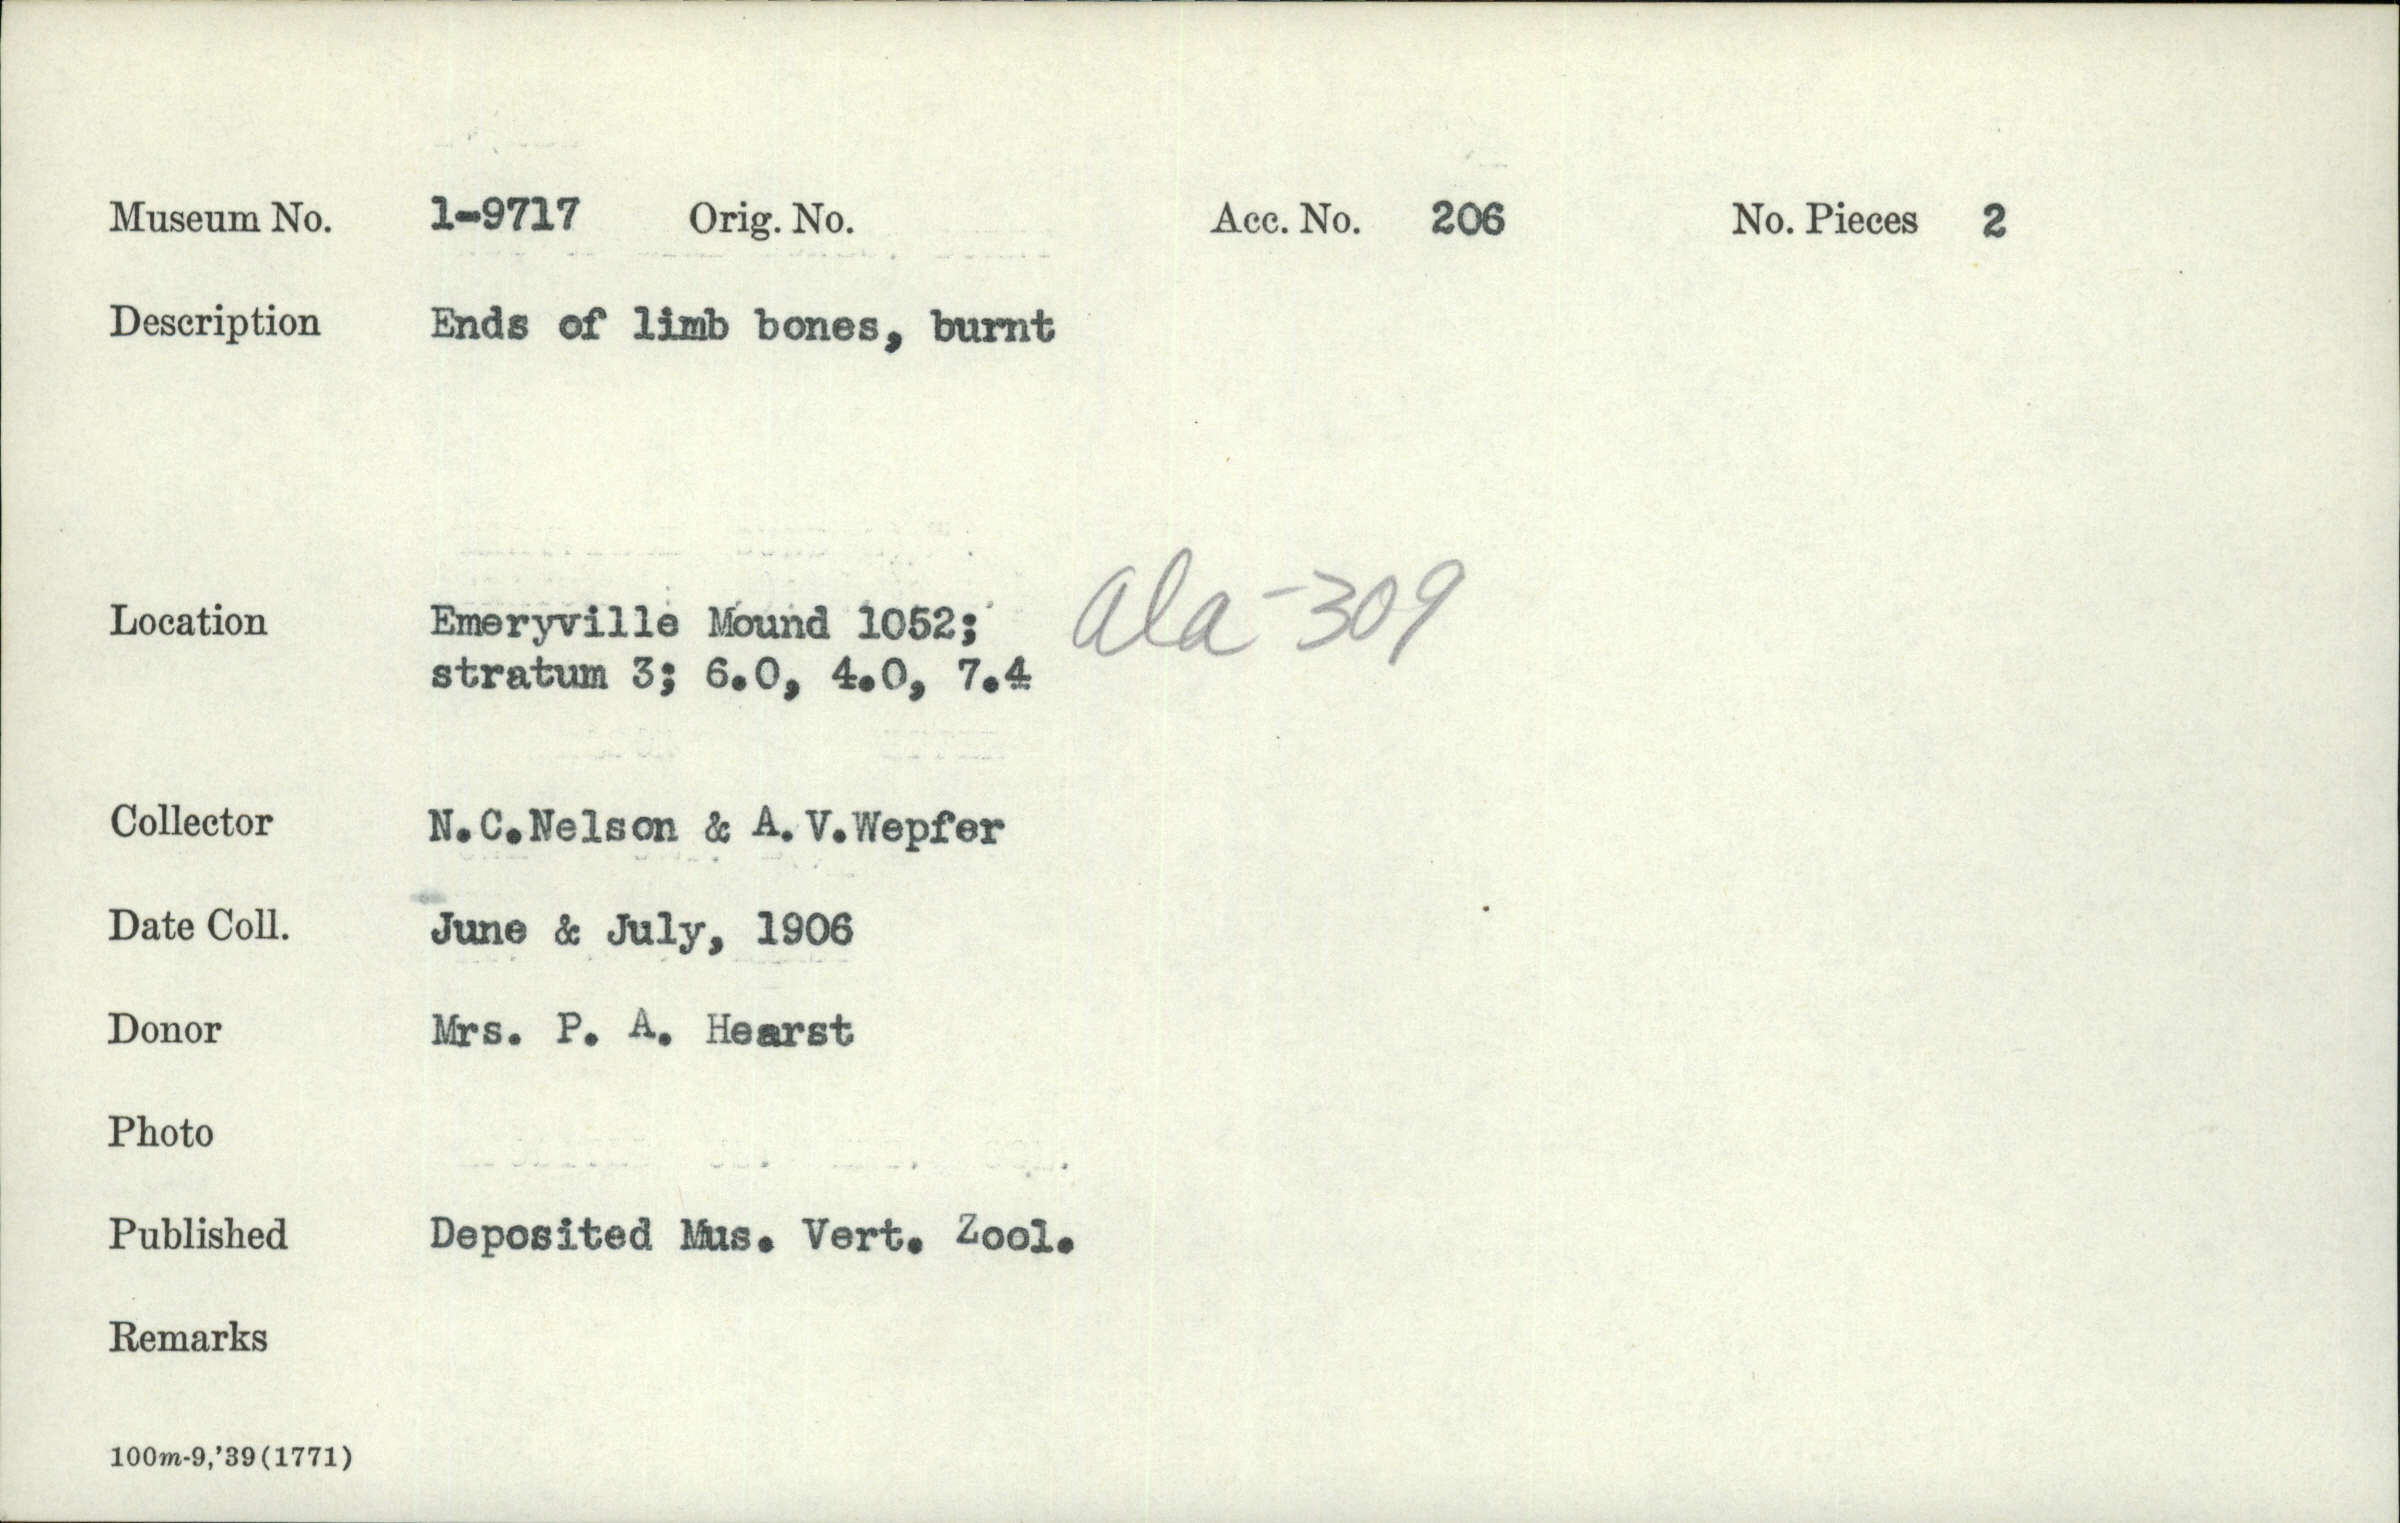 Museum No. 1-9717 Orig. No. Acc. No. 206 No. Pieces 2
Description Ends of limb bones, burnt
Location Emeryville Mound 1052; Ala-309
stratum 3; 6.0, 4.0, 7.4
Collector N.C.Nelson & A.V.Wepfer
Date Coll. June & July, 1906
Donor Mrs. P. A. Hearst
Photo
Published Deposited Mus. Vert. Zool.
Remarks
100m-9,'39(1771)